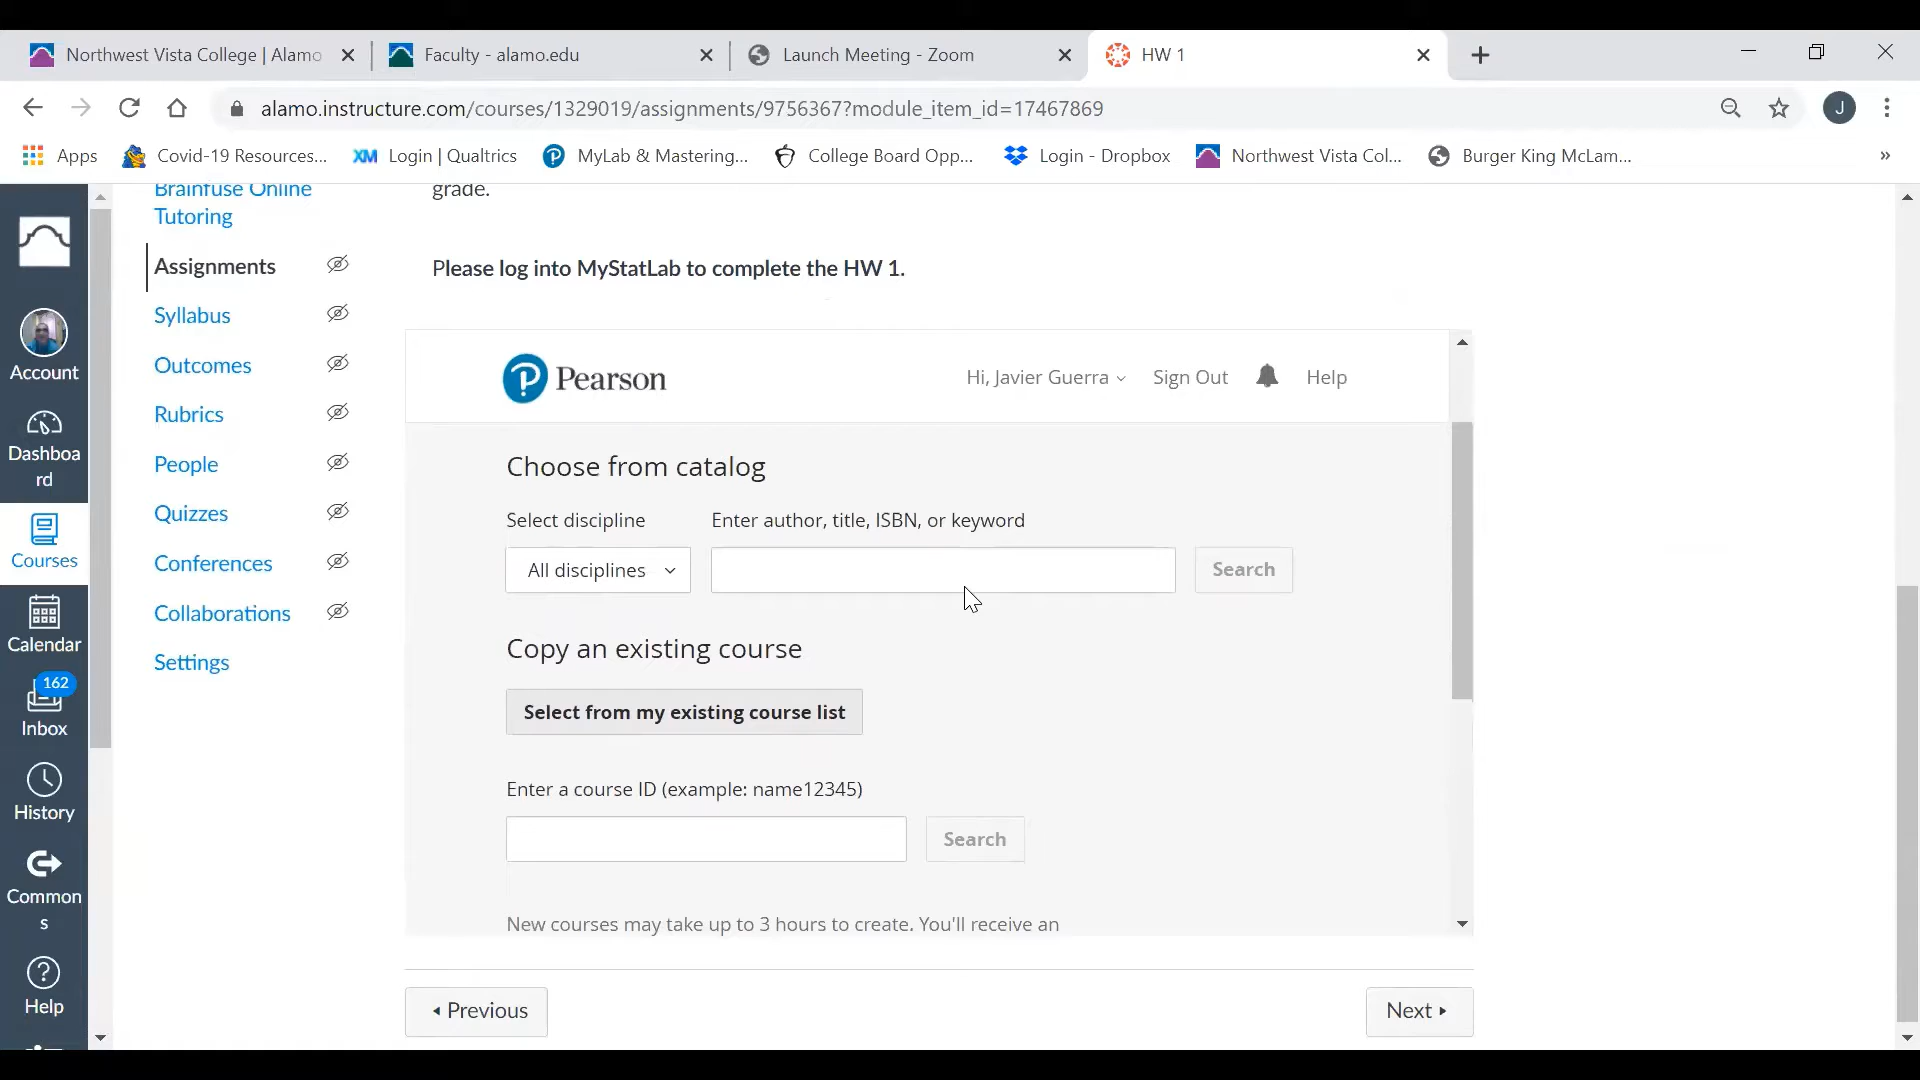 Northwest Vista College | Alamo
Faculty - alamo.edu
Launch Meeting - Zoom
HW 1
alamo.instructure.com/courses/1329019/assignments/9756367?module_item_id=17467869
J
Apps
Covid-19 Resources...
XM Login | Qualtrics
MyLab & Mastering...
College Board Opp...
Login - Dropbox
Northwest Vista Col...
Burger King McLam...
»
Account
Dashboa
rd
Courses
Calendar
162
Inbox
History
Common
s
Help
Brainfuse Online
Tutoring
Assignments
Syllabus
Outcomes
Rubrics
People
Quizzes
Conferences
Collaborations
Settings
grade.
Please log into MyStatLab to complete the HW 1.
Pearson
Hi, Javier Guerra
Sign Out
Help
Choose from catalog
Select discipline
Enter author, title, ISBN, or keyword
All disciplines
Search
Copy an existing course
Select from my existing course list
Enter a course ID (example: name12345)
Search
New courses may take up to 3 hours to create. You'll receive an
Previous
Next